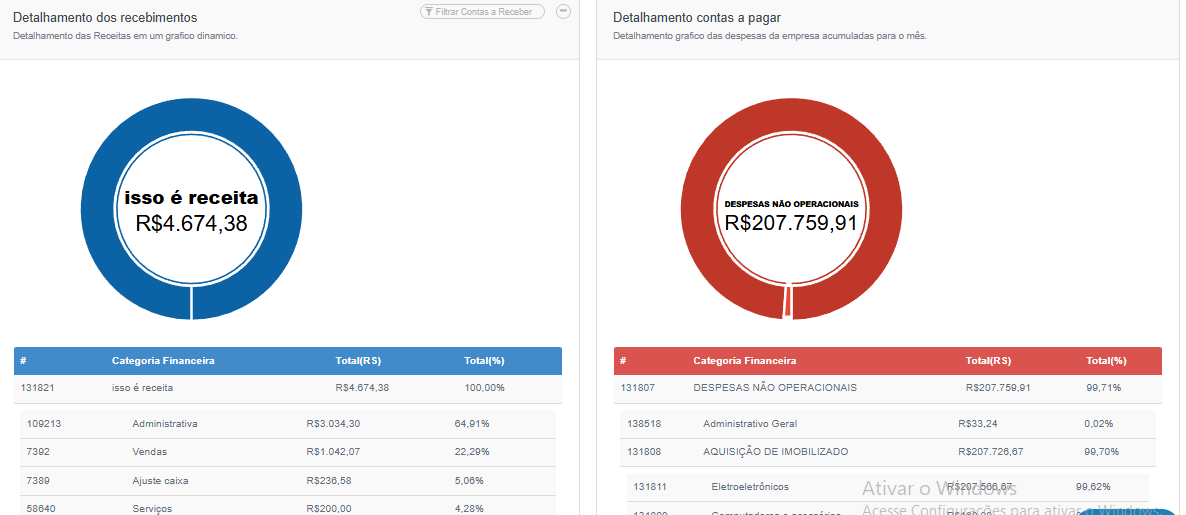 Detalhamento dos recebimentos
Filtrar Contas a Receber
Detalhamento das Receitas em um grafico dinamico.
isso é receita
R$4.674,38
# Categoria Financeira Total(R$) Total(%)
131821 isso é receita R$4.674,38 100,00%
109213 Administrativa R$3.034,30 64,91%
7392 Vendas R$1.042,07 22,29%
7389 Ajuste caixa R$236,58 5,06%
58640 Serviços R$200,00 4,28%
Detalhamento contas a pagar
Detalhamento grafico das despesas da empresa acumuladas para o mês.
DESPESAS NÃO OPERACIONAIS
R$207.759,91
# Categoria Financeira Total(R$) Total(%)
131807 DESPESAS NÃO OPERACIONAIS R$207.759,91 99,71%
138518 Administrativo Geral R$33,24 0,02%
131808 AQUISIÇÃO DE IMOBILIZADO R$207.726,67 99,70%
131811 Eletroeletrônicos R$207.566,67 99,62%
Computadores e acessórios
Ativar o Windows
Acesse Configurações para ativar o Windows.